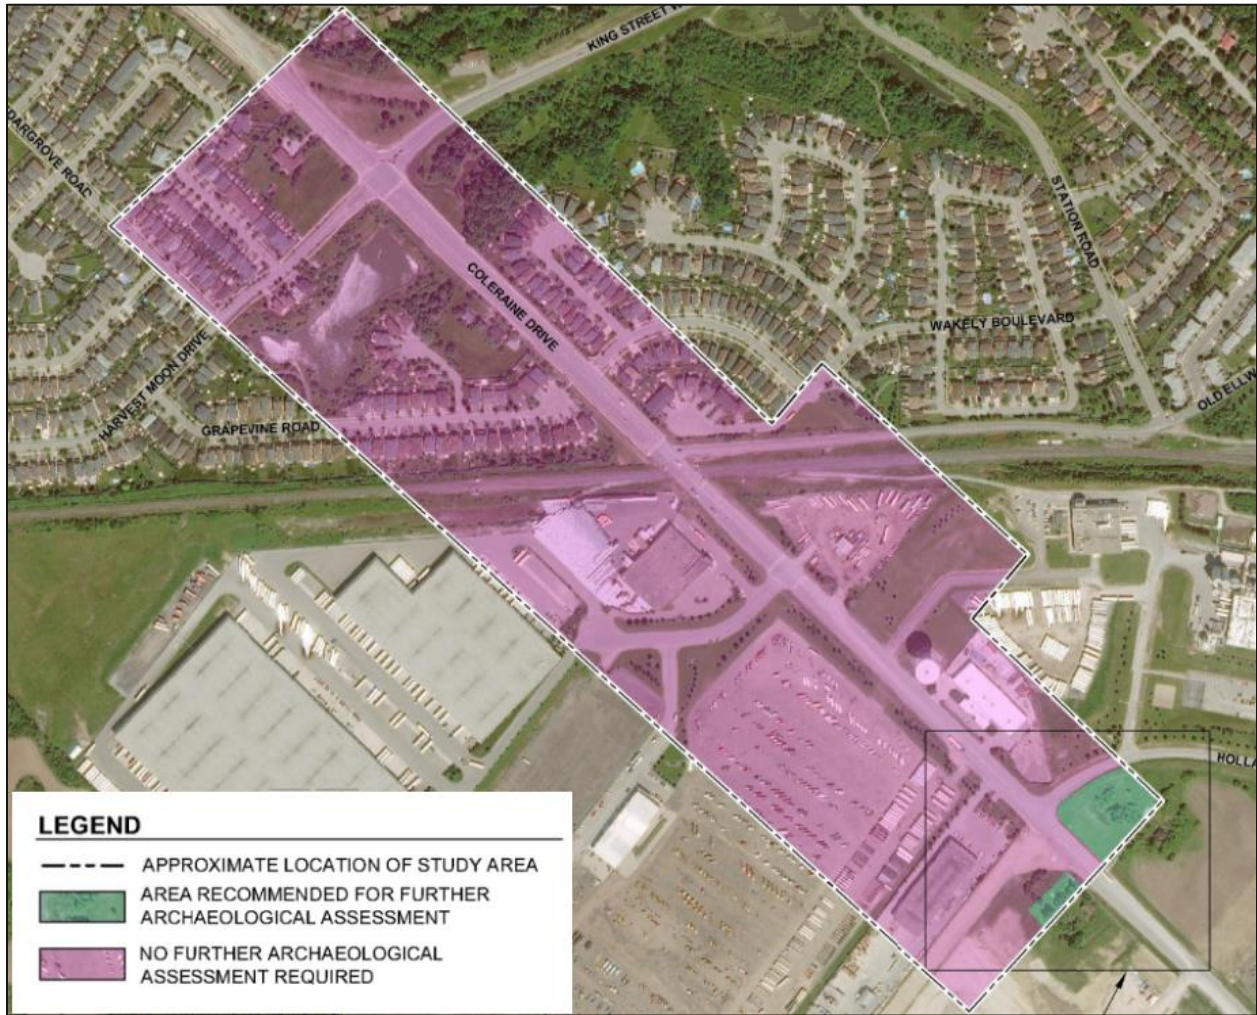 KING STREET W
DARGROVE ROAD
STATION ROAD
COLERAINE DRIVE
WAKELY BOULEVARD
OLD ELLW
HARVEST MOON DRIVE
GRAPEVINE ROAD
HOLLA
LEGEND
APPROXIMATE LOCATION OF STUDY AREA
AREA RECOMMENDED FOR FURTHER
ARCHAEOLOGICAL ASSESSMENT
NO FURTHER ARCHAEOLOGICAL
ASSESSMENT REQUIRED